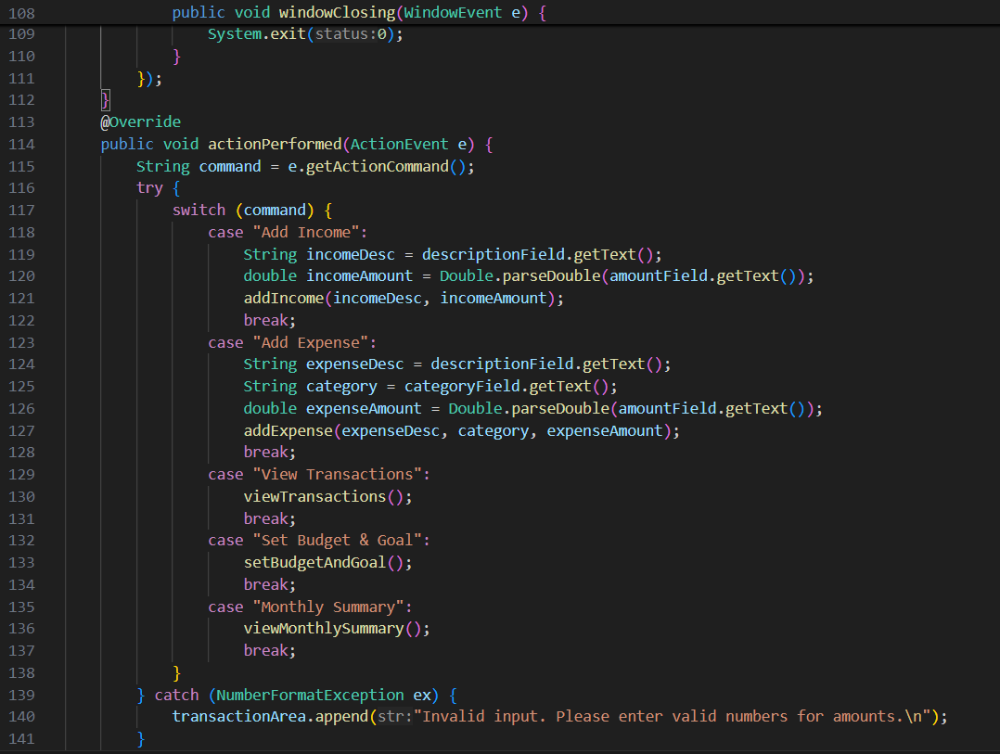 108 public void windowClosing(WindowEvent e) {
109 System.exit(status:0);
110 }
111 });
112 }
113 @Override
114 public void actionPerformed(ActionEvent e) {
115 String command = e.getActionCommand();
116 try {
117 switch (command) {
118 case "Add Income":
119 String incomeDesc = descriptionField.getText();
120 double incomeAmount = Double.parseDouble(amountField.getText());
121 addIncome(incomeDesc, incomeAmount);
122 break;
123 case "Add Expense":
124 String expenseDesc = descriptionField.getText();
125 String category = categoryField.getText();
126 double expenseAmount = Double.parseDouble(amountField.getText());
127 addExpense(expenseDesc, category, expenseAmount);
128 break;
129 case "View Transactions":
130 viewTransactions();
131 break;
132 case "Set Budget & Goal":
133 setBudgetAndGoal();
134 break;
135 case "Monthly Summary":
136 viewMonthlySummary();
137 break;
138 }
139 } catch (NumberFormatException ex) {
140 transactionArea.append(str:"Invalid input. Please enter valid numbers for amounts.\n");
141 }